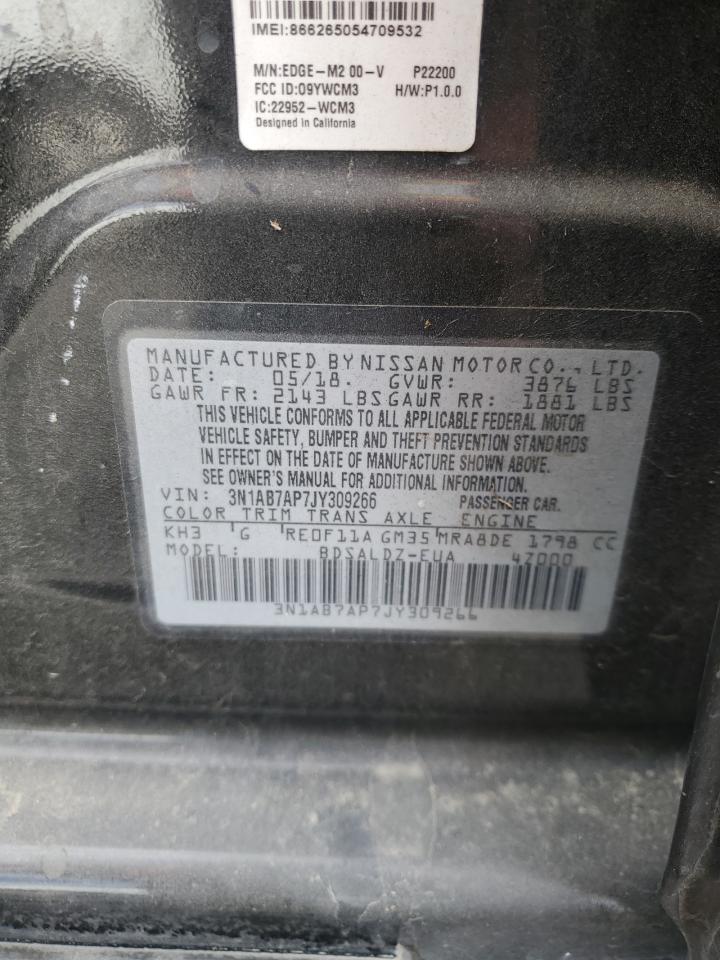 IMEI:866265054709532
M/N:EDGE-M2 00-V P22200
FCC ID:O9YWCM3 H/W:P1.0.0
IC:22952-WCM3
Designed in California
MANUFACTURED BY NISSAN MOTOR CO., LTD.
DATE: 05/18. GVWR: 3876 LBS
GAWR FR: 2143 LBS GAWR RR: 1881 LBS
THIS VEHICLE CONFORMS TO ALL APPLICABLE FEDERAL MOTOR
VEHICLE SAFETY, BUMPER AND THEFT PREVENTION STANDARDS
IN EFFECT ON THE DATE OF MANUFACTURE SHOWN ABOVE.
SEE OWNER'S MANUAL FOR ADDITIONAL INFORMATION.
VIN: 3N1AB7AP7JY309266 PASSENGER CAR.
COLOR TRIM TRANS AXLE ENGINE
KH3 G RE0F11A GM35 MRA8DE 1798 CC
MODEL: BDSALDZ-EUA 4Z000
3N1AB7AP7JY309266